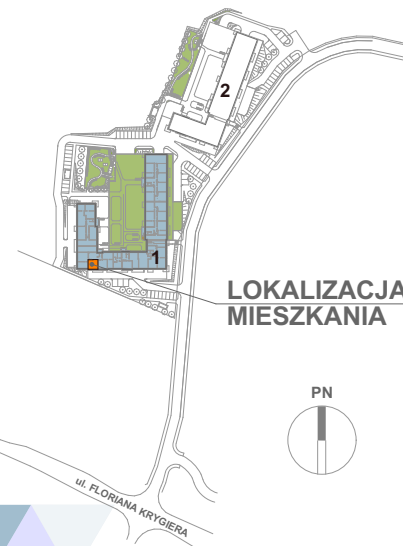 2
1
LOKALIZACJA
MIESZKANIA
PN
ul. FLORIANA KRYGIERA